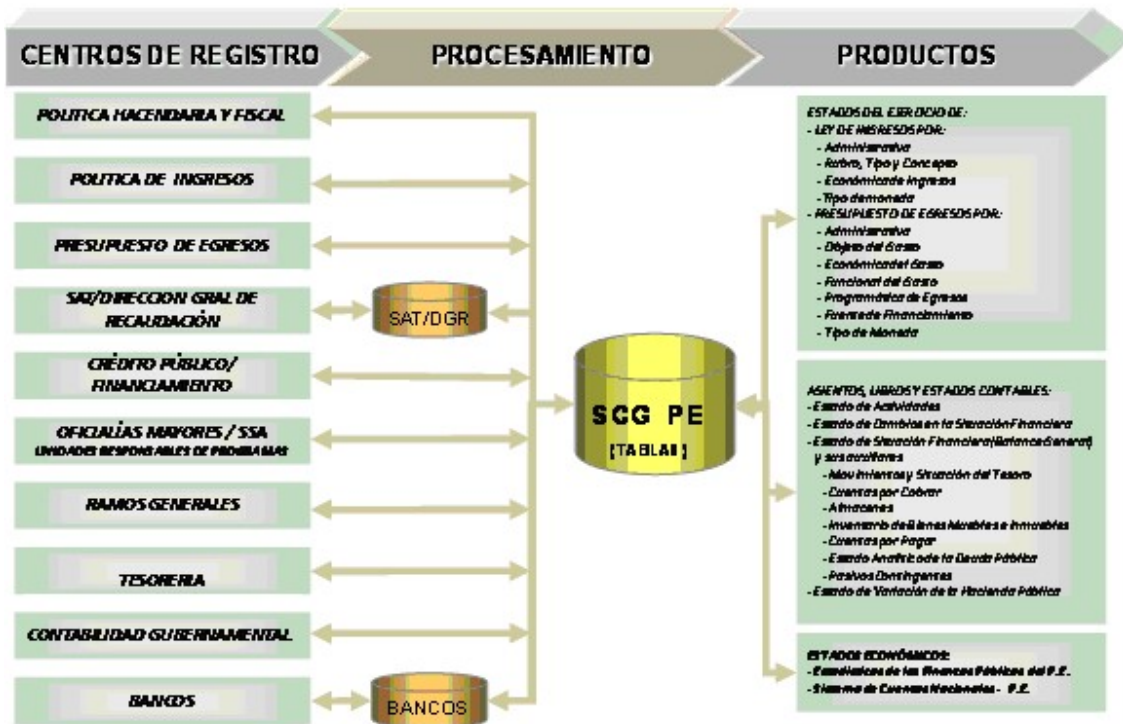 CENTROS DE REGISTRO
PROCESAMIENTO
PRODUCTOS
POLITICA HACENDARIA Y FISCAL
POLITICA DE INGRESOS
PRESUPUESTO DE EGRESOS
SAT/DIRECCION GRAL DE
RECAUDACIÓN
CRÉDITO PÚBLICO/
FINANCIAMIENTO
OFICIALÍAS MAYORES / SSA
UNIDADES RESPONSABLES DE PROGRAMAS
RAMOS GENERALES
TESORERIA
CONTABILIDAD GUBERNAMENTAL
BANCOS
SAT/DGR
BANCOS
SCG PE
(TABLAS)
ESTADOS DEL EJERCICIO DE:
- LEY DE INGRESOS POR:
- Administrativa
- Rubro, Tipo y Concepto
- Económica de Ingresos
- Tipo de moneda
- PRESUPUESTO DE EGRESOS POR:
- Administrativa
- Objeto del Gasto
- Económica del Gasto
- Funcional del Gasto
- Programática de Egresos
- Fuente de Financiamiento
- Tipo de Moneda
ASIENTOS, LIBROS Y ESTADOS CONTABLES:
- Estado de Actividades
- Estado de Cambios en la Situación Financiera
- Estado de Situación Financiera (Balance General)
y sus auxiliares
- Movimientos y Situación del Tesoro
- Cuentas por Cobrar
- Almacenes
- Inventario de Bienes Muebles e Inmuebles
- Cuentas por Pagar
- Estado Analítico de la Deuda Pública
- Pasivos Contingentes
- Estado de Variación de la Hacienda Pública
ESTADOS ECONÓMICOS:
- Estadísticas de las Finanzas Públicas del P.E.
- Sistema de Cuentas Nacionales - P.E.